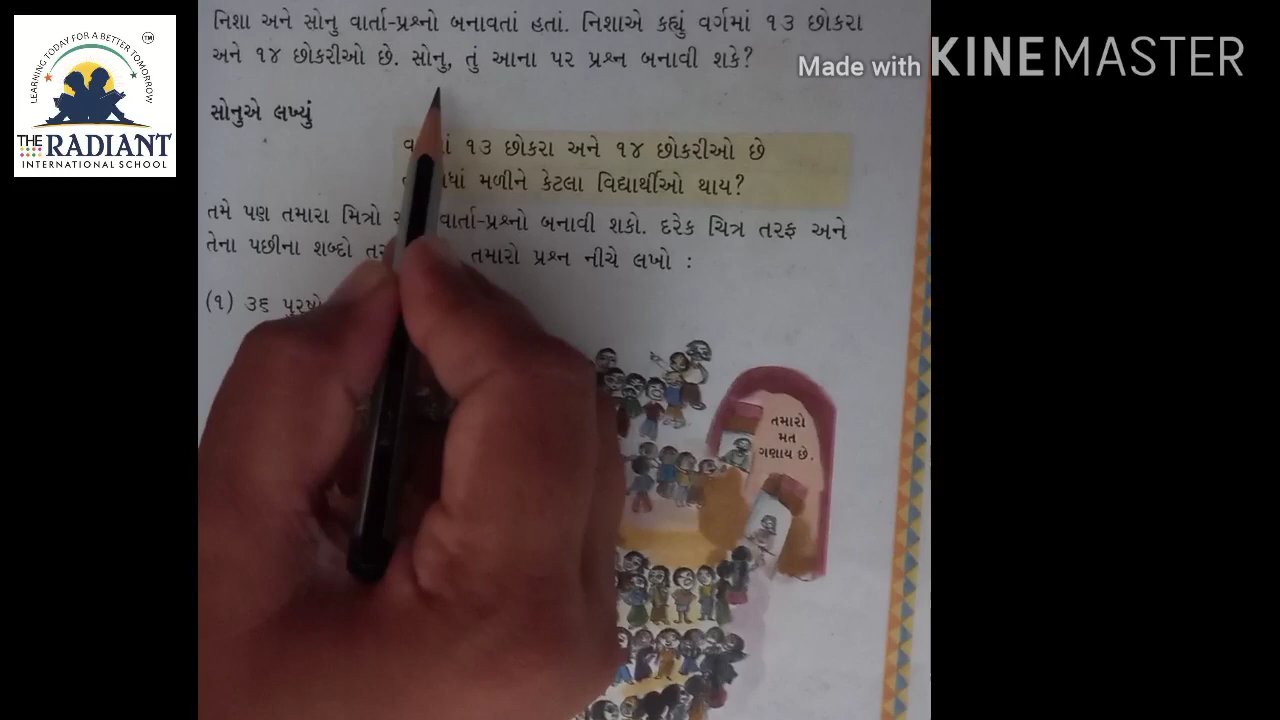 નિશા અને સોનુ વાર્તા-પ્રશ્નો બનાવતાં હતાં. નિશાએ કહ્યું વર્ગમાં ૧૩ છોકરા
અને ૧૪ છોકરીઓ છે. સોનુ, તું આના પર પ્રશ્ન બનાવી શકે?
સોનુએ લખ્યું
૧૩ છોકરા અને ૧૪ છોકરીઓ છે
મળીને કેટલા વિદ્યાર્થીઓ થાય?
તમે પણ તમારા મિત્રો વાર્તા-પ્રશ્નો બનાવી શકો. દરેક ચિત્ર તરફ અને
તેના પછીના શબ્દો તમારો પ્રશ્ન નીચે લખો :
(૧) ૩૬ પુરુષો
તમારો
મત
ગણાય છે.
Made with KINEMASTER
LEARNING TODAY FOR A BETTER TOMORROW
TM
THE RADIANT
INTERNATIONAL SCHOOL